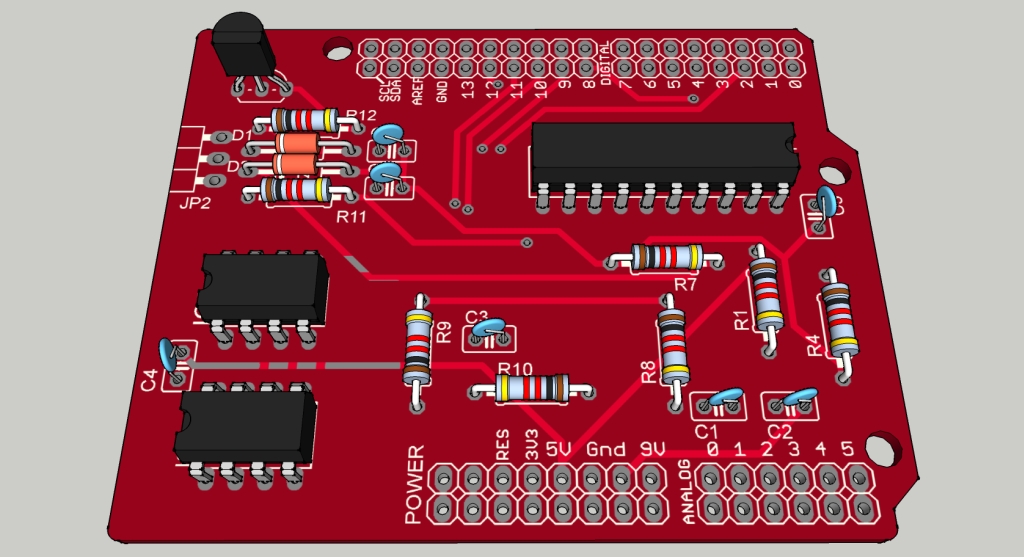 SCL
SDA
AREF
GND
13
12
11
10
9
8
DIGITAL
7
6
5
4
3
2
1
0
R12
D1
JP2
R11
R7
R1
R4
R9
C3
R8
R10
C4
C1
C2
POWER
RES
3V3
5V Gnd 9V
ANALOG
0 1 2 3 4 5